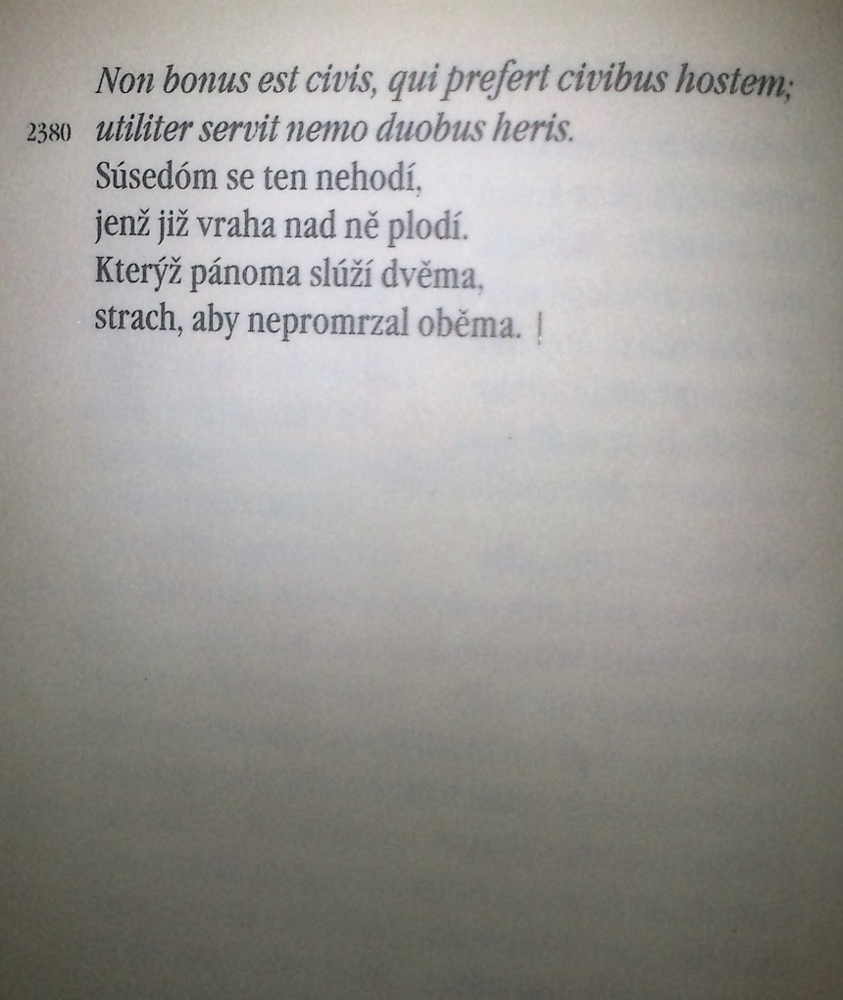 Non bonus est civis, qui prefert civibus hostem;
2380 utiliter servit nemo duobus heris.
Súsedóm se ten nehodí,
jenž již vraha nad ně plodí.
Kterýž pánoma slúží dvěma,
strach, aby nepromrzal oběma. |